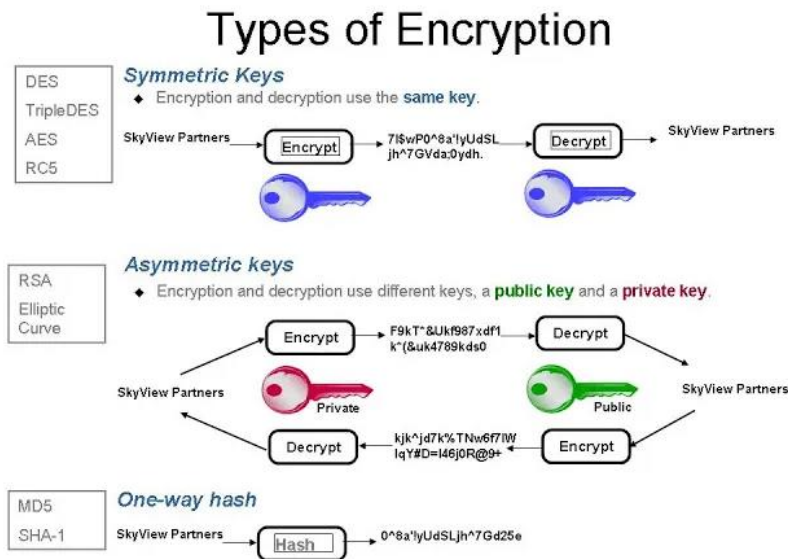 Types of Encryption
DES
TripleDES
AES
RC5
Symmetric Keys
◆ Encryption and decryption use the same key.
SkyView Partners
Encrypt
7l$wP0^8a'!yUdSL
jh^7GVda;0ydh.
Decrypt
SkyView Partners
RSA
Elliptic
Curve
Asymmetric keys
◆ Encryption and decryption use different keys, a public key and a private key.
Encrypt
F9kT*&Ukf987xdf1
k*(&uk4789kds0
Decrypt
SkyView Partners
Private
Public
SkyView Partners
Decrypt
kjk^jd7k%TNw6f7lW
lqY#D=l46j0R@9+
Encrypt
MD5
SHA-1
One-way hash
SkyView Partners
Hash
0^8a'!yUdSLjh^7Gd25e